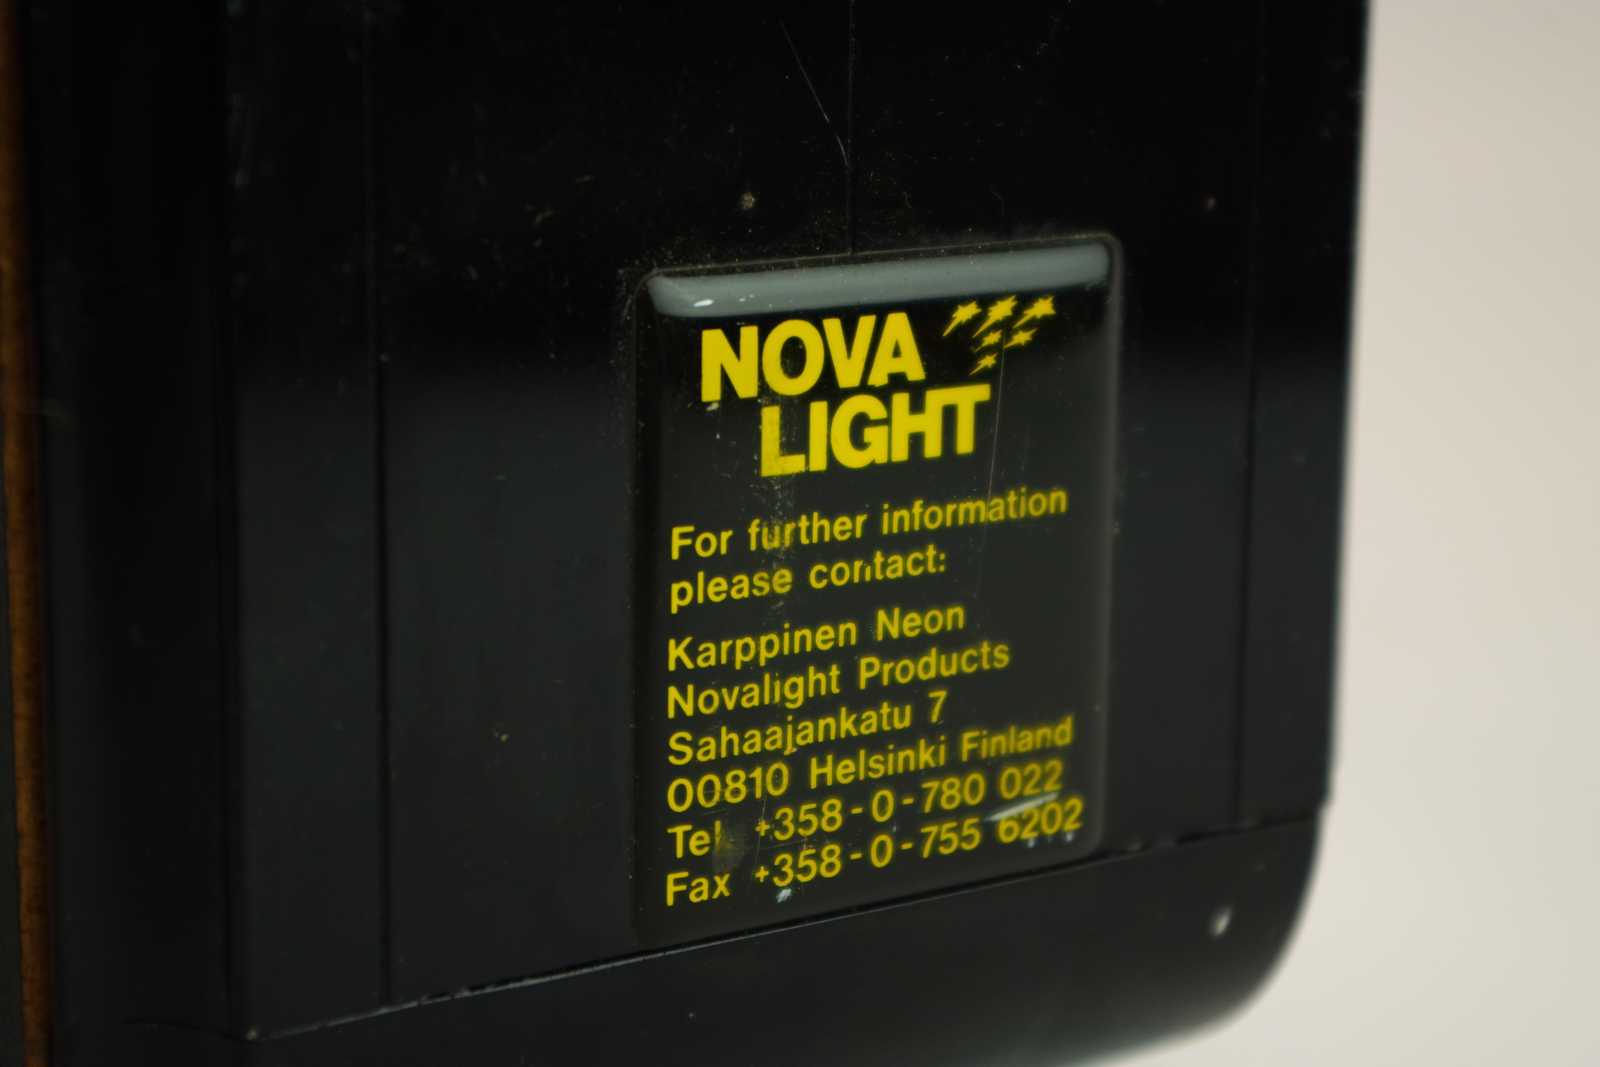 NOVA
LIGHT
For further information
please contact:
Karppinen Neon
Novalight Products
Sahaajankatu 7
00810 Helsinki Finland
Tel +358-0-780 022
Fax +358-0-755 6202